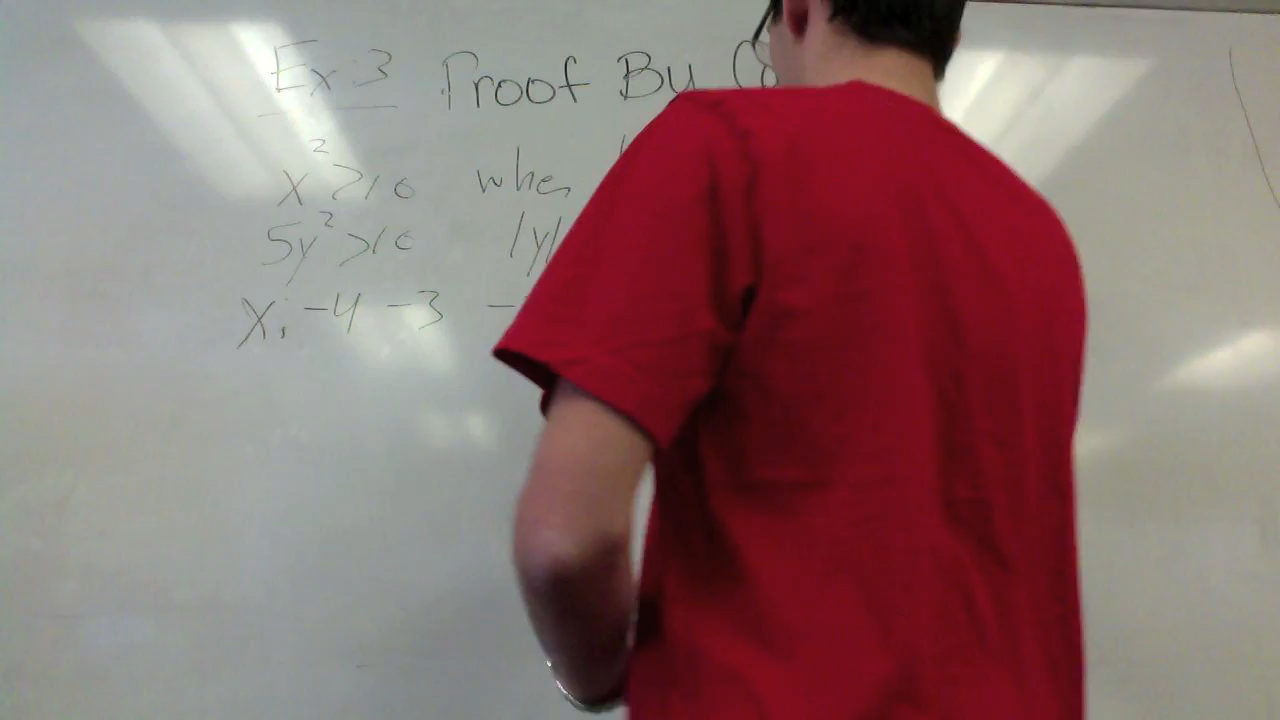 Ex: 3 Proof By
x² >10 when
5y² >10 |y|
x: -4 -3